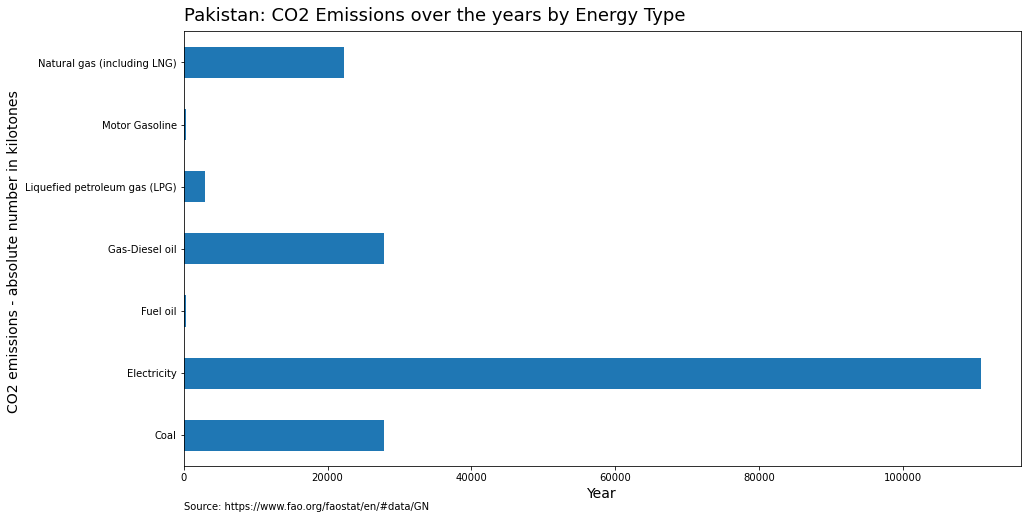 Pakistan: CO2 Emissions over the years by Energy Type
CO2 emissions - absolute number in kilotones
Natural gas (including LNG)
Motor Gasoline
Liquefied petroleum gas (LPG)
Gas-Diesel oil
Fuel oil
Electricity
Coal
0 20000 40000 60000 80000 100000
Year
Source: https://www.fao.org/faostat/en/#data/GN